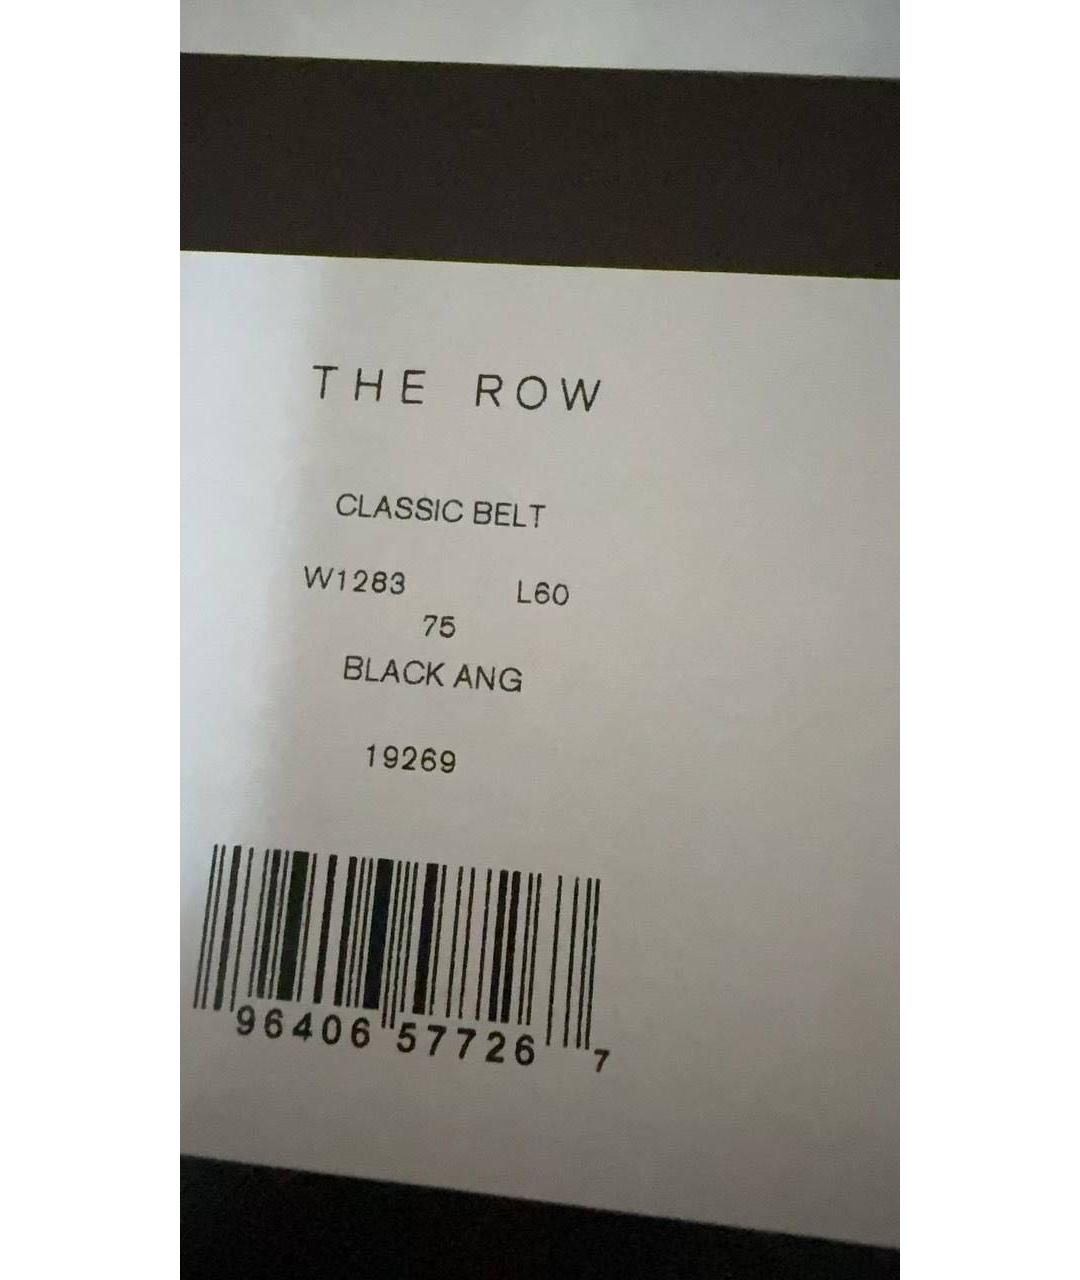 THE ROW
CLASSIC BELT
W1283 L60
75
BLACK ANG
19269
96406 57726 7